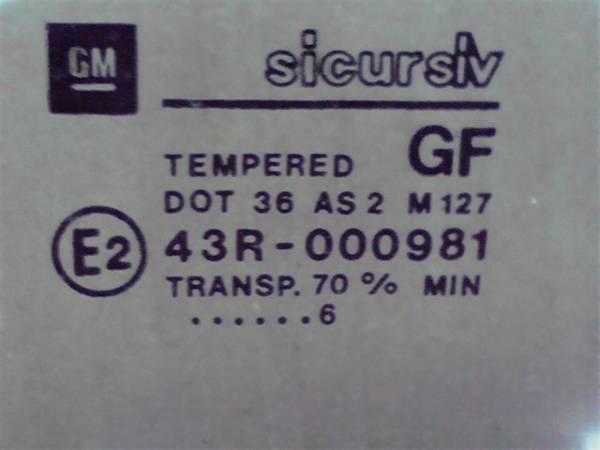 GM
sicursiv
GF
TEMPERED
DOT 36 AS 2 M 127
E2 43R-000981
TRANSP. 70 % MIN
......6